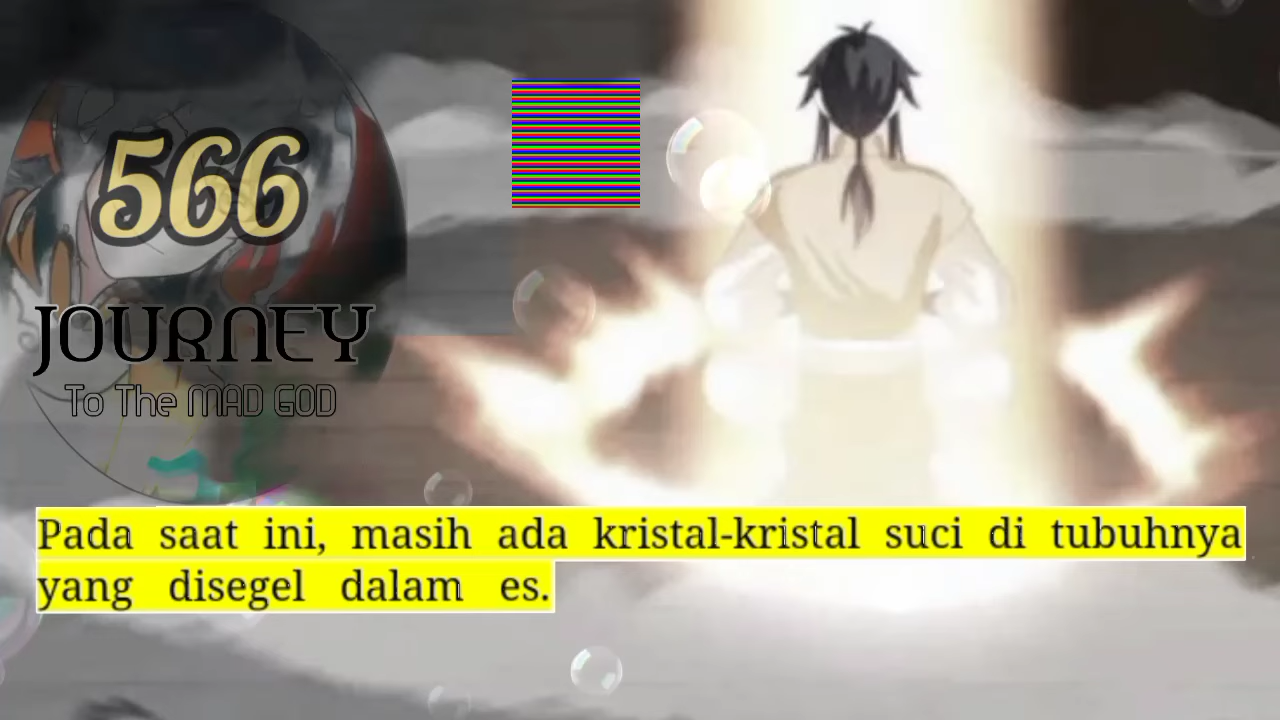 566
JOURNEY
To The MAD GOD
Pada saat ini, masih ada kristal-kristal suci di tubuhnya
yang disegel dalam es.